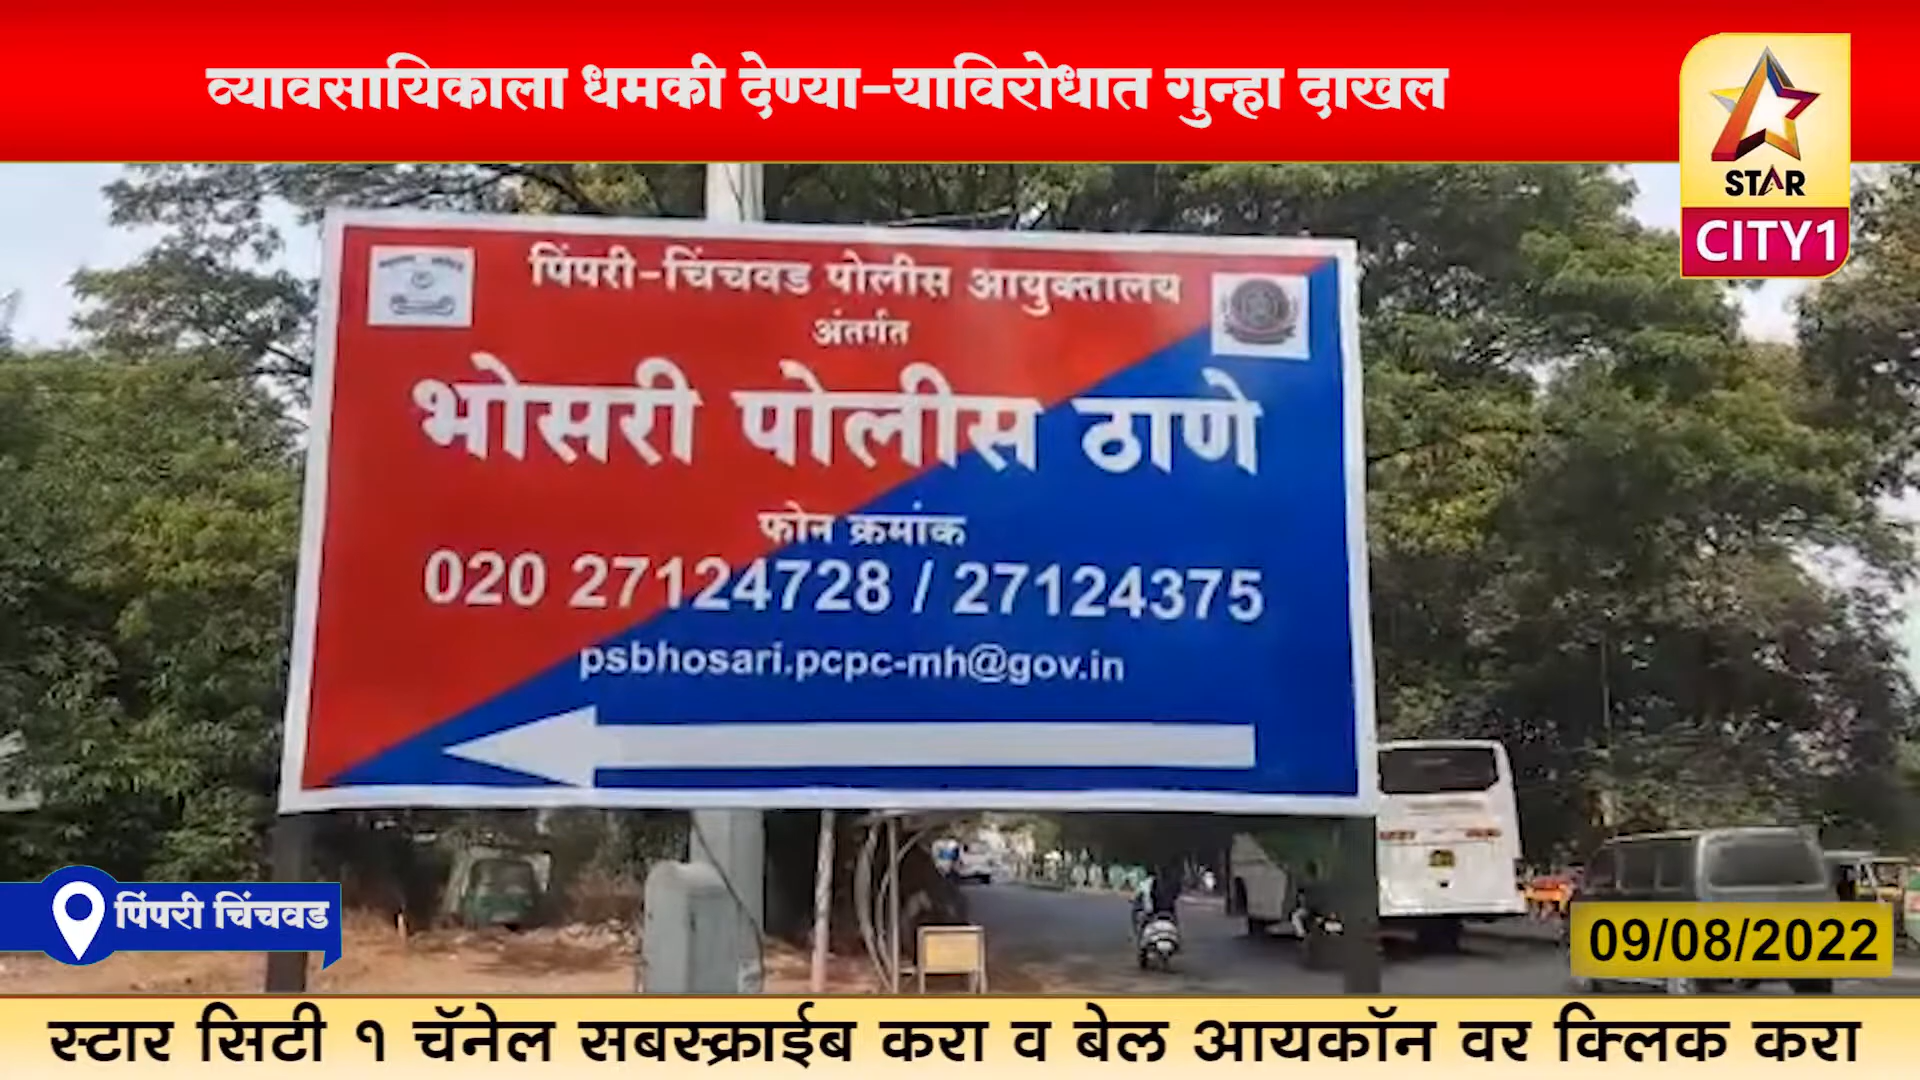 व्यावसायिकाला धमकी देण्या-याविरोधात गुन्हा दाखल
STAR
CITY1
पिंपरी-चिंचवड पोलीस आयुक्तालय
अंतर्गत
भोसरी पोलीस ठाणे
फोन क्रमांक
020 27124728 / 27124375
psbhosari.pcpc-mh@gov.in
पिंपरी चिंचवड
09/08/2022
स्टार सिटी १ चॅनेल सबस्क्राईब करा व बेल आयकॉन वर क्लिक करा